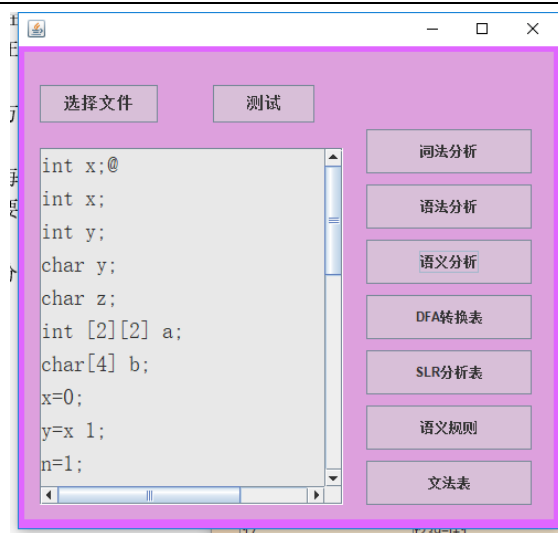 选择文件
测试
int x;@
int x;
int y;
char y;
char z;
int [2][2] a;
char[4] b;
x=0;
y=x 1;
n=1;
词法分析
语法分析
语义分析
DFA转换表
SLR分析表
语义规则
文法表